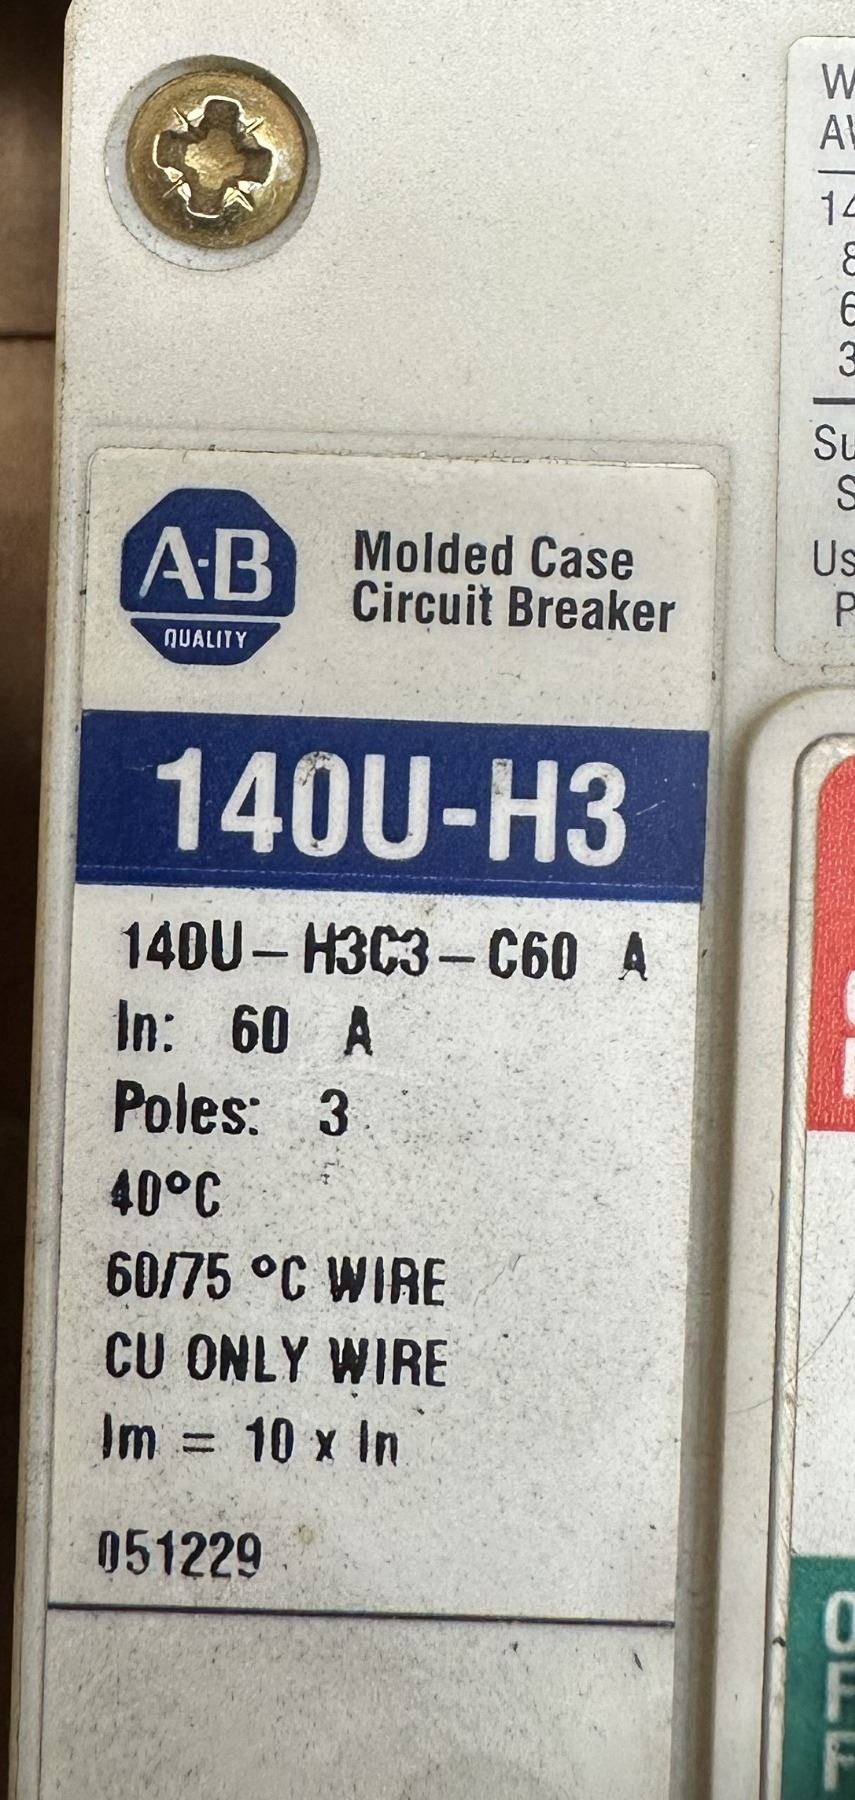 A-B
QUALITY
Molded Case
Circuit Breaker
140U-H3
140U-H3C3-C60 A
In: 60 A
Poles: 3
40°C
60/75 °C WIRE
CU ONLY WIRE
Im = 10 x In
051229